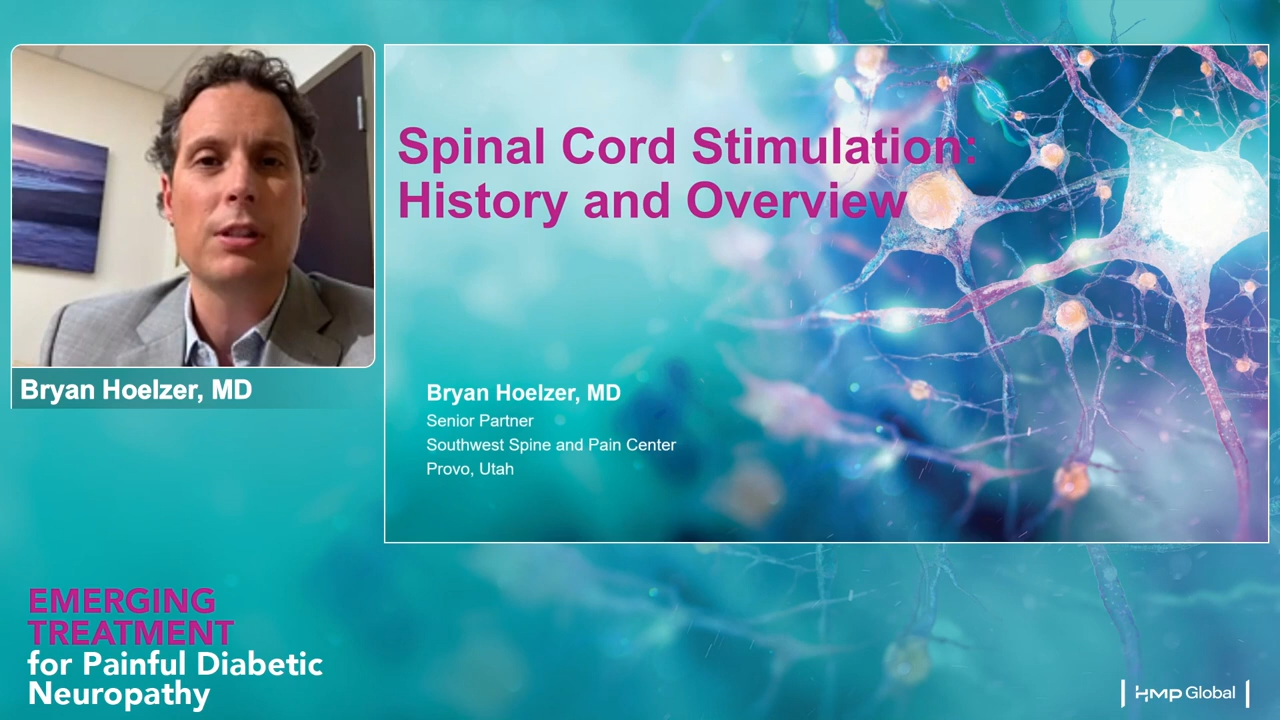 Bryan Hoelzer, MD
Spinal Cord Stimulation:
History and Overview
Bryan Hoelzer, MD
Senior Partner
Southwest Spine and Pain Center
Provo, Utah
EMERGING
TREATMENT
for Painful Diabetic
Neuropathy
HMP Global